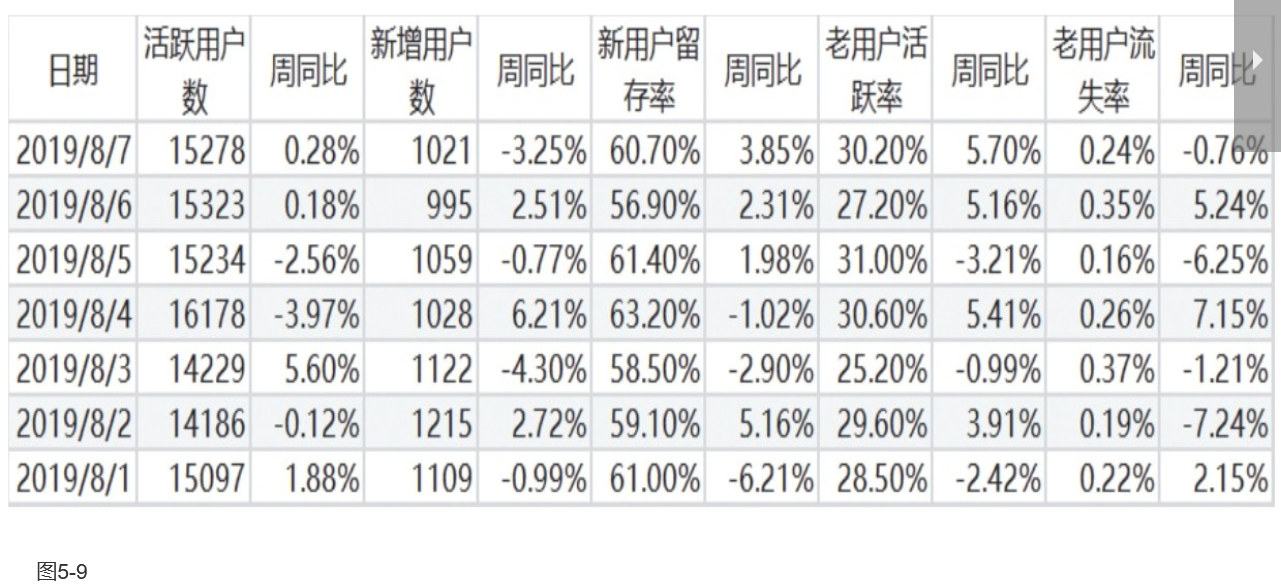 日期 活跃用户数 周同比 新增用户数 周同比 新用户留存率 周同比 老用户活跃率 周同比 老用户流失率 周同比
2019/8/7 15278 0.28% 1021 -3.25% 60.70% 3.85% 30.20% 5.70% 0.24% -0.76%
2019/8/6 15323 0.18% 995 2.51% 56.90% 2.31% 27.20% 5.16% 0.35% 5.24%
2019/8/5 15234 -2.56% 1059 -0.77% 61.40% 1.98% 31.00% -3.21% 0.16% -6.25%
2019/8/4 16178 -3.97% 1028 6.21% 63.20% -1.02% 30.60% 5.41% 0.26% 7.15%
2019/8/3 14229 5.60% 1122 -4.30% 58.50% -2.90% 25.20% -0.99% 0.37% -1.21%
2019/8/2 14186 -0.12% 1215 2.72% 59.10% 5.16% 29.60% 3.91% 0.19% -7.24%
2019/8/1 15097 1.88% 1109 -0.99% 61.00% -6.21% 28.50% -2.42% 0.22% 2.15%
图5-9